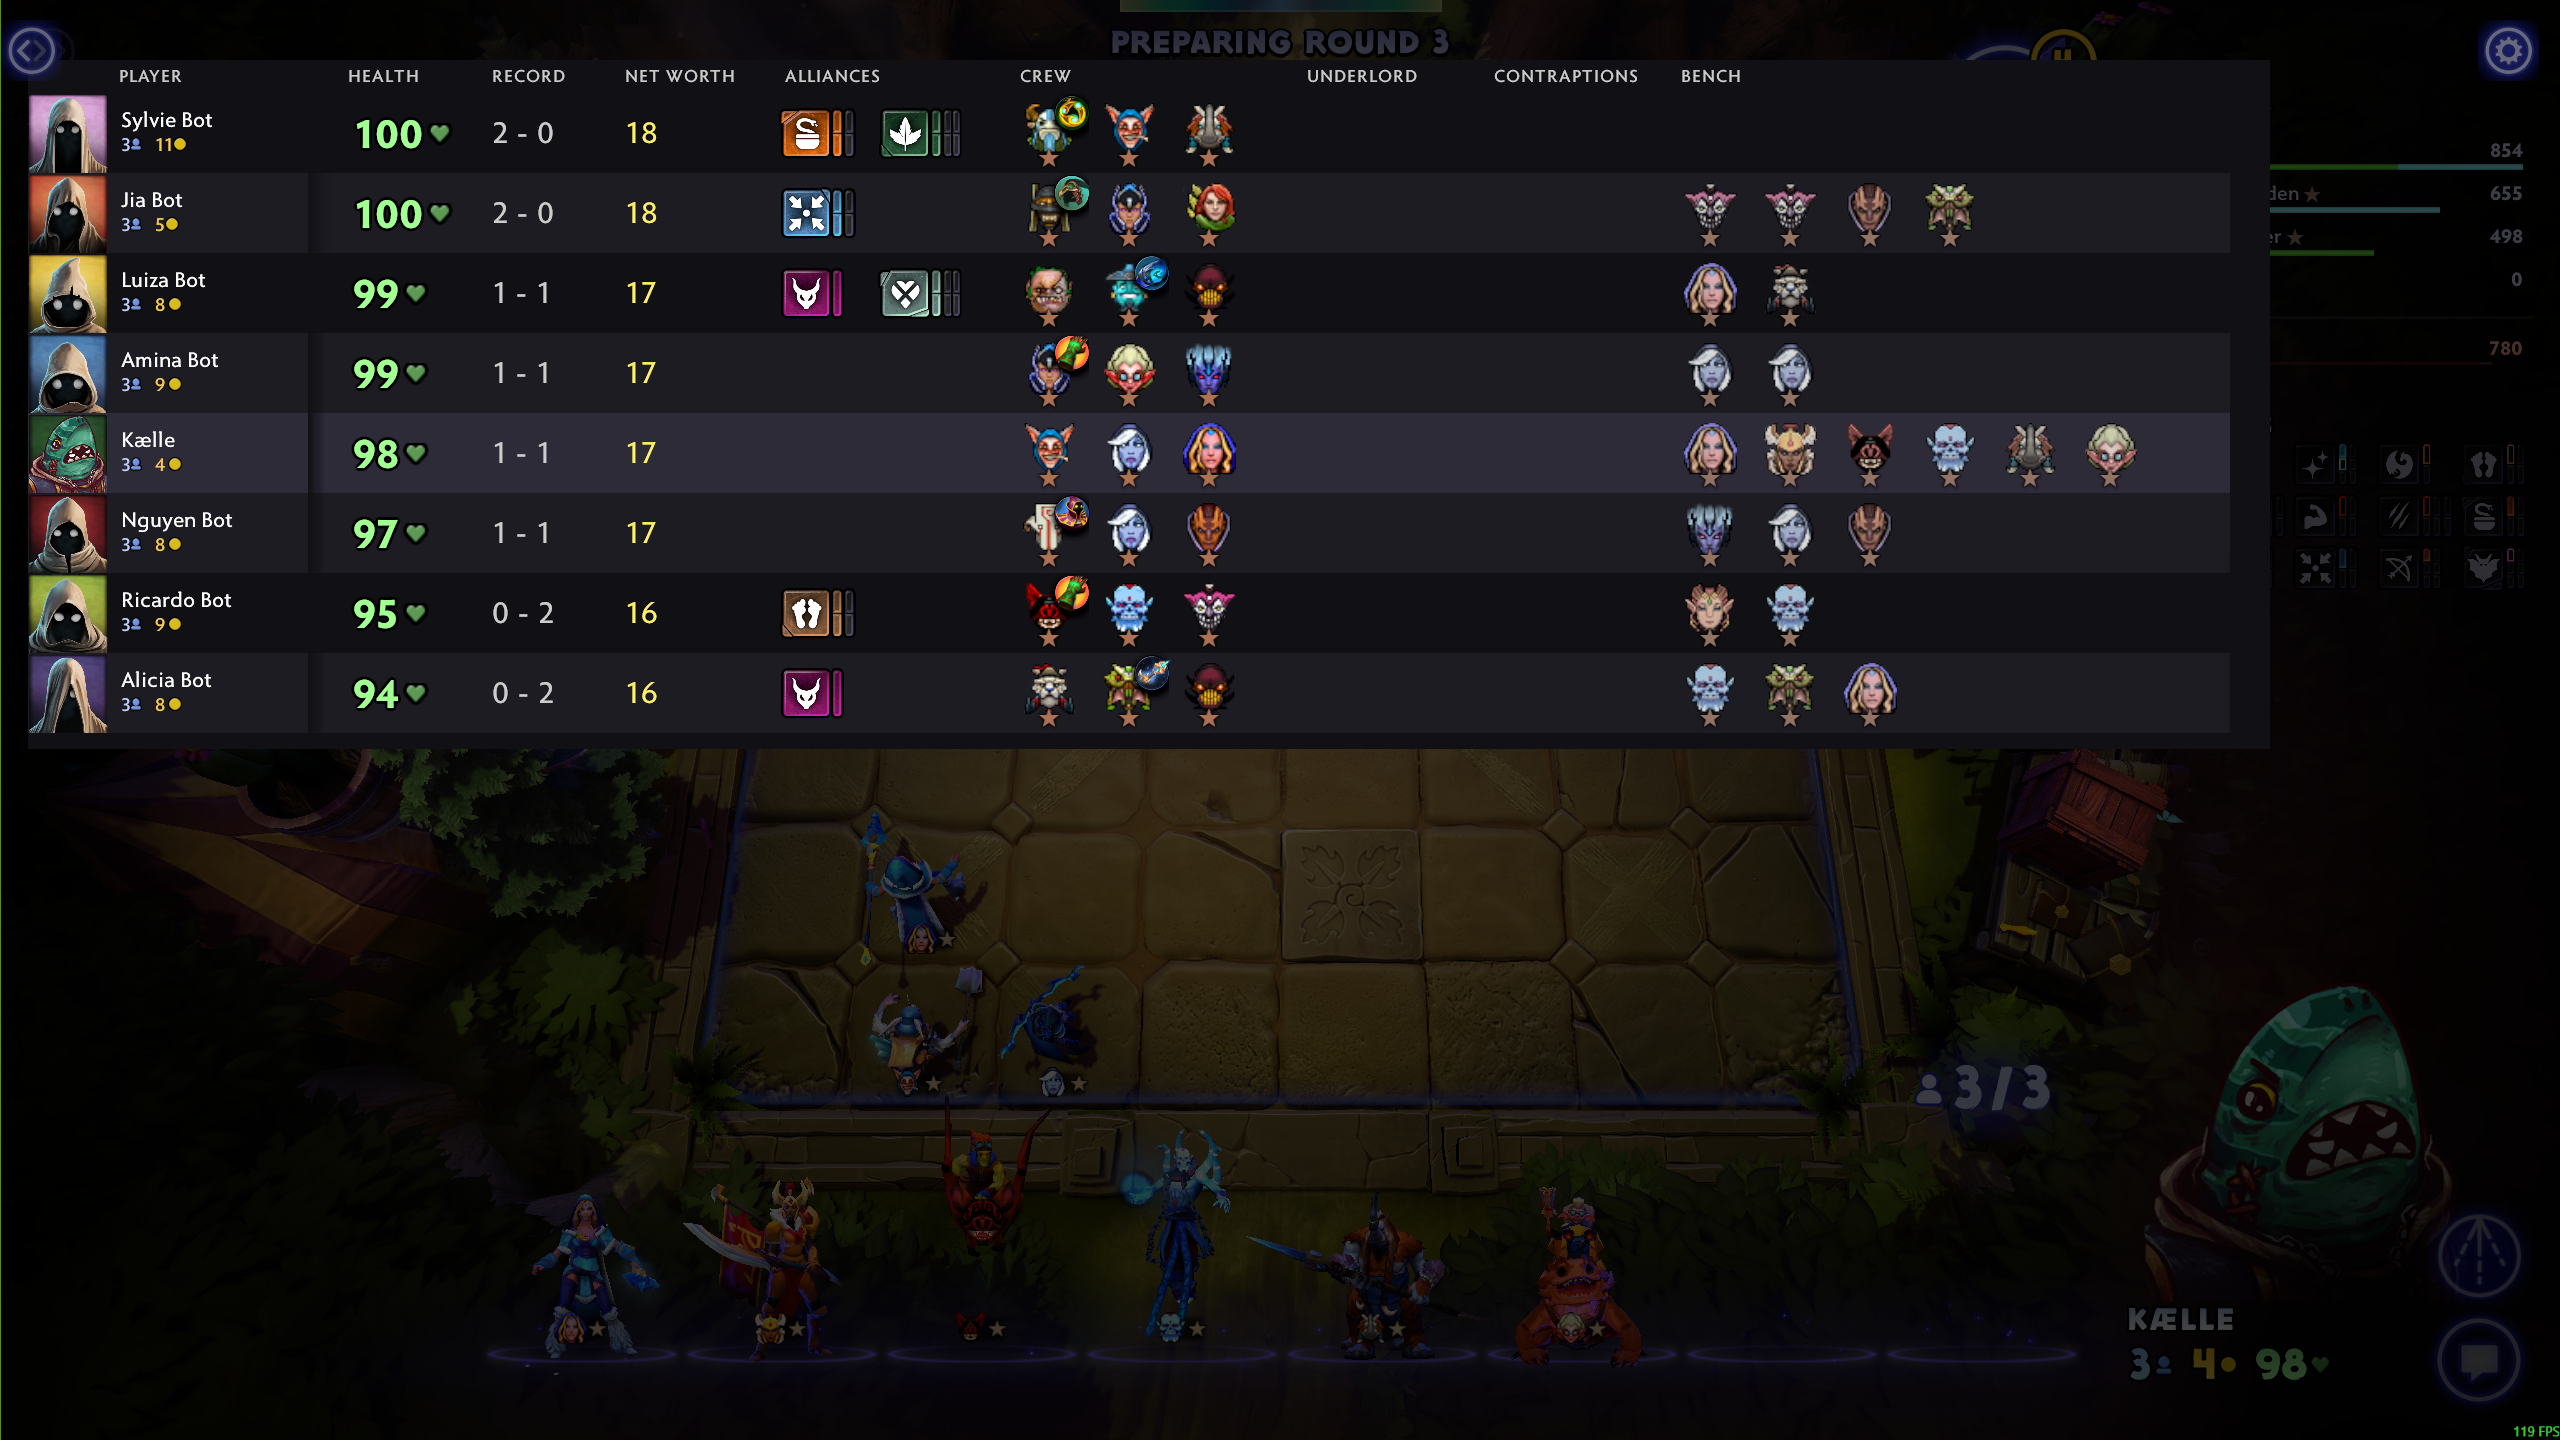 PREPARING ROUND 3
PLAYER HEALTH RECORD NET WORTH ALLIANCES CREW UNDERLORD CONTRAPTIONS BENCH
Sylvie Bot
3 11
100 2 - 0 18
Jia Bot
3 5
100 2 - 0 18
Luiza Bot
3 8
99 1 - 1 17
Amina Bot
3 9
99 1 - 1 17
Kælle
3 4
98 1 - 1 17
Nguyen Bot
3 8
97 1 - 1 17
Ricardo Bot
3 9
95 0 - 2 16
Alicia Bot
3 8
94 0 - 2 16
854
den 655
er 498
0
780
3/3
KÆLLE
3 4 98
119 FPS